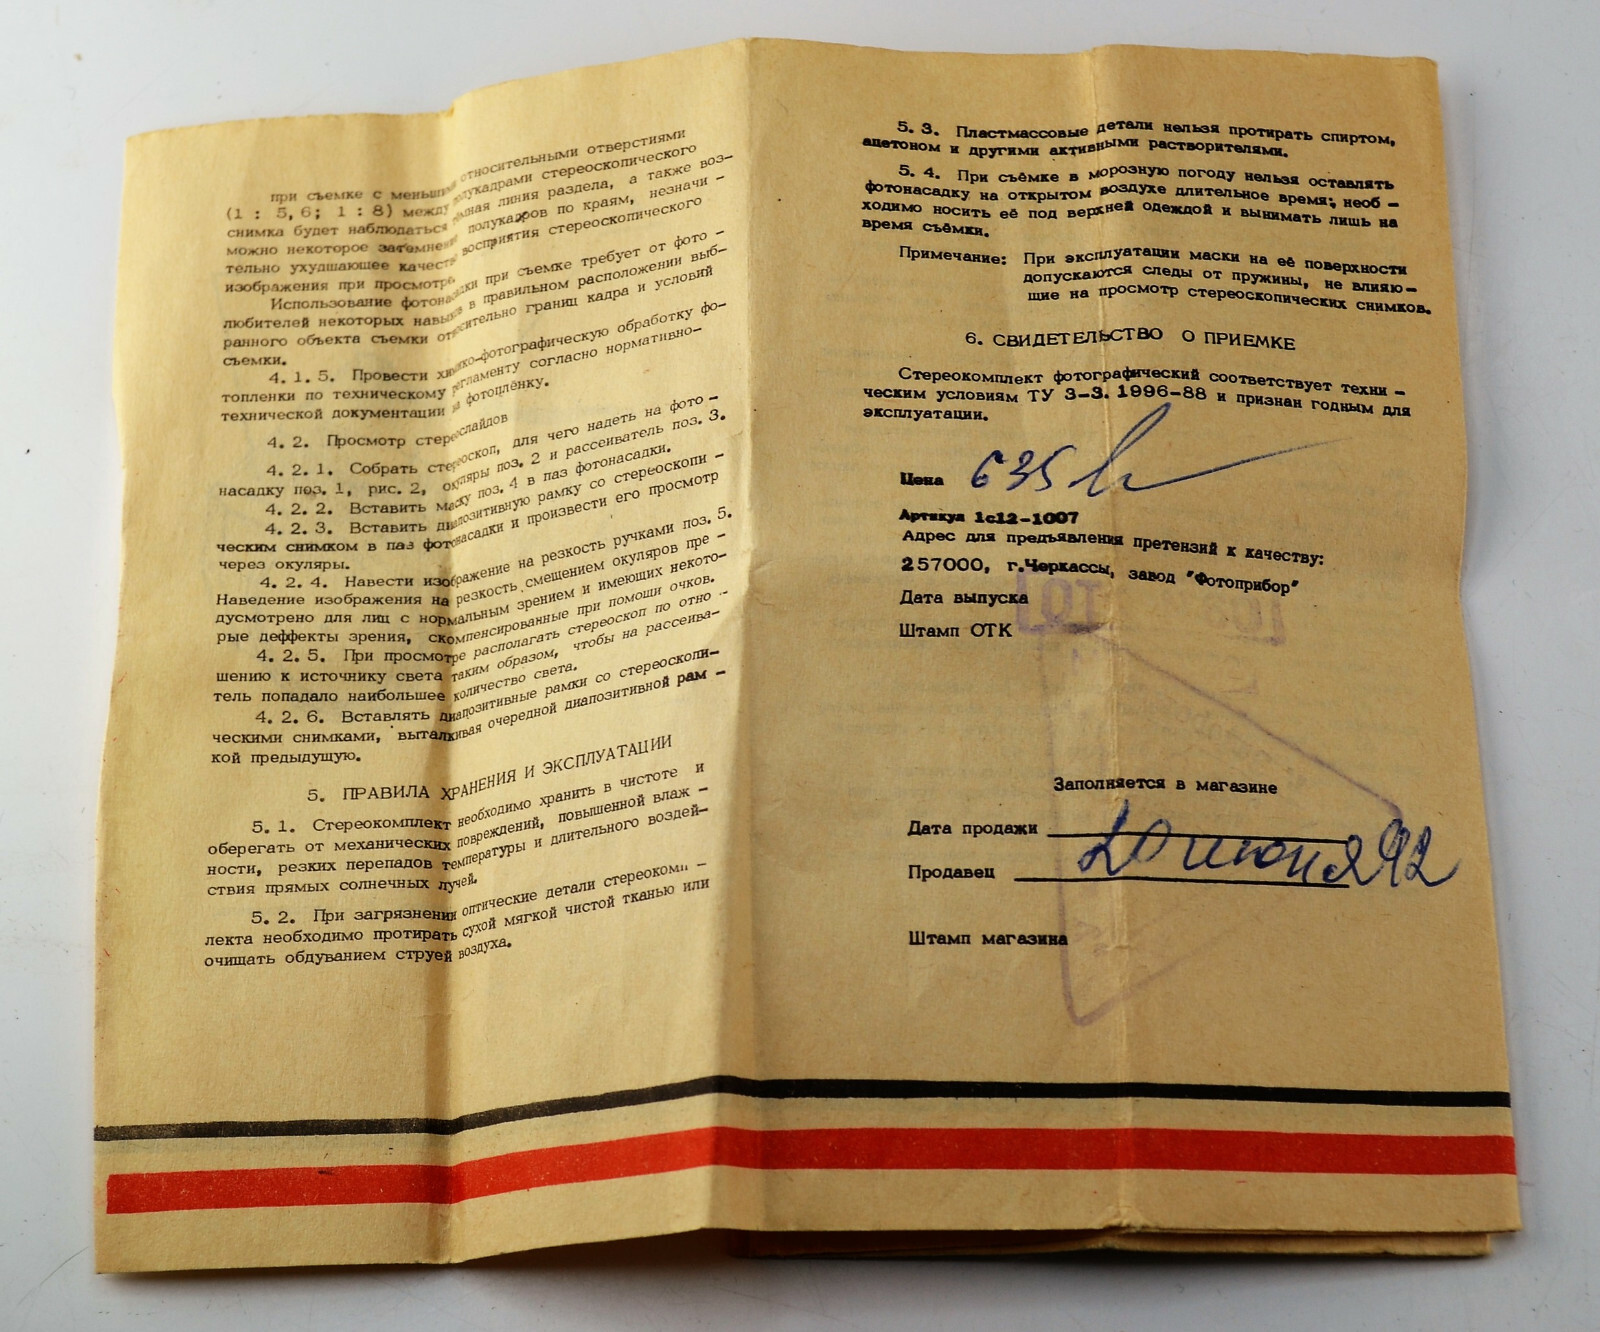 при съемке с меньшими относительными отверстиями
(1 : 5,6; 1 : 8) между полукадрами стереоскопического
снимка будет наблюдаться линия раздела, а также воз-
можно некоторое затемнение полукадров по краям, незначи -
тельно ухудшающее качество восприятия стереоскопического
изображения при просмотре.
Использование фотонасадки при съемке требует от фото -
любителей некоторых навыков в правильном расположении выб-
ранного объекта съемки относительно границ кадра и условий
съемки.
4. 1. 5. Провести химико-фотографическую обработку фо-
топленки по техническому регламенту согласно нормативно-
технической документации на фотоплёнку.
4. 2. Просмотр стереослайдов
4. 2. 1. Собрать стереоскоп, для чего надеть на фото -
насадку поз. 1, рис. 2, окуляры поз. 2 и рассеиватель поз. 3.
4. 2. 2. Вставить маску поз. 4 в паз фотонасадки.
4. 2. 3. Вставить диапозитивную рамку со стереоскопи -
ческим снимком в паз фотонасадки и произвести его просмотр
через окуляры.
4. 2. 4. Навести изображение на резкость ручками поз. 5.
Наведение изображения на резкость смещением окуляров пре -
дусмотрено для лиц с нормальным зрением и имеющих некото-
рые деффекты зрения, скомпенсированные при помощи очков.
4. 2. 5. При просмотре располагать стереоскоп по отно -
шению к источнику света таким образом, чтобы на рассеива-
тель попадало наибольшее количество света.
4. 2. 6. Вставлять диапозитивные рамки со стереоскопи-
ческими снимками, выталкивая очередной диапозитивной рам -
кой предыдущую.
5. ПРАВИЛА ХРАНЕНИЯ И ЭКСПЛУАТАЦИИ
5. 1. Стереокомплект необходимо хранить в чистоте и
оберегать от механических повреждений, повышенной влаж -
ности, резких перепадов температуры и длительного воздей-
ствия прямых солнечных лучей.
5. 2. При загрязнении оптические детали стереокомп -
лекта необходимо протирать сухой мягкой чистой тканью или
очищать обдуванием струей воздуха.
5. 3. Пластмассовые детали нельзя протирать спиртом,
ацетоном и другими активными растворителями.
5. 4. При съёмке в морозную погоду нельзя оставлять
фотонасадку на открытом воздухе длительное время; необ -
ходимо носить её под верхней одеждой и вынимать лишь на
время съёмки.
Примечание: При эксплуатации маски на её поверхности
допускаются следы от пружины, не влияю-
щие на просмотр стереоскопических снимков.
6. СВИДЕТЕЛЬСТВО О ПРИЕМКЕ
Стереокомплект фотографический соответствует техни -
ческим условиям ТУ 3-3. 1996-88 и признан годным для
эксплуатации.
Цена 635
Артикул 1с12-1007
Адрес для предъявления претензий к качеству:
257000, г.Черкассы, завод "Фотоприбор"
Дата выпуска
Штамп ОТК
Заполняется в магазине
Дата продажи
20 июня 92
Продавец
Штамп магазина